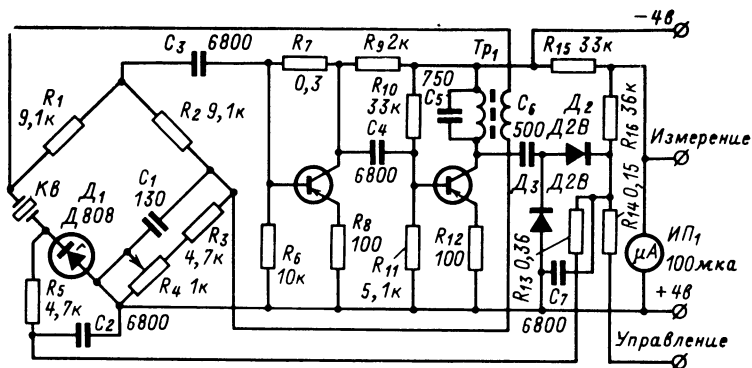 −4в
C₃ 6800
R₇
0,3
R₉ 2к
Тр₁
R₁₅ 33к
R₁
9,1к
R₂ 9,1к
R₁₀
33к
750
C₅
C₆
500
Д₂
Д2В
R₁₆ 36к
Измерение
C₄
6800
КВ
Д₁
Д808
C₁
130
Д₃
Д2В
R₁₄ 0,15
R₃
4,7к
R₈
100
R₁₂
100
R₁₃ 0,36
ИП₁
μA
100мка
R₄ 1к
R₆
10к
R₁₁
5,1к
C₇
6800
+4в
R₅
4,7к
C₂
6800
Управление